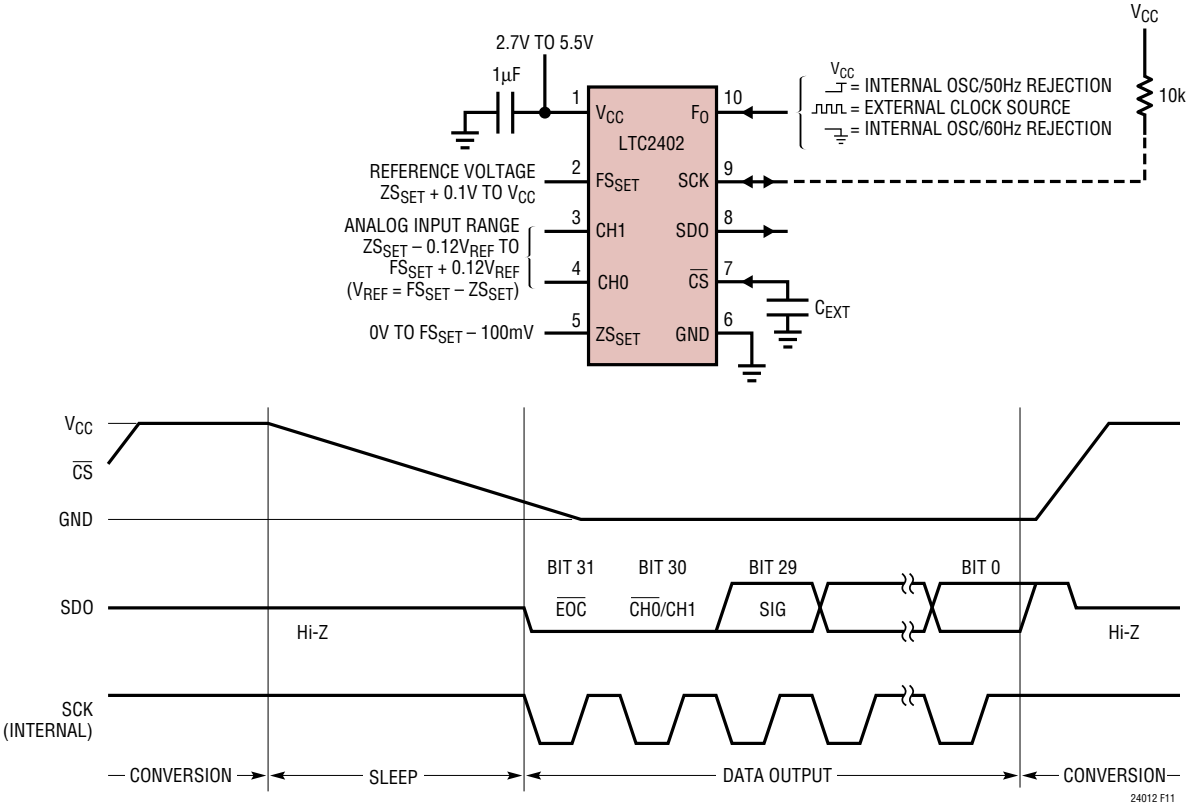 VCC
2.7V TO 5.5V
1µF
10k
1
VCC
10
FO
VCC
= INTERNAL OSC/50Hz REJECTION
= EXTERNAL CLOCK SOURCE
= INTERNAL OSC/60Hz REJECTION
LTC2402
REFERENCE VOLTAGE
ZSSET + 0.1V TO VCC
2
FSSET
9
SCK
ANALOG INPUT RANGE
ZSSET – 0.12VREF TO
FSSET + 0.12VREF
(VREF = FSSET – ZSSET)
3
CH1
8
SDO
4
CH0
7
CS
CEXT
0V TO FSSET – 100mV
5
ZSSET
6
GND
VCC
CS
GND
BIT 31
BIT 30
BIT 29
BIT 0
SDO
EOC
CH0/CH1
SIG
Hi-Z
Hi-Z
SCK
(INTERNAL)
CONVERSION
SLEEP
DATA OUTPUT
CONVERSION
24012 F11